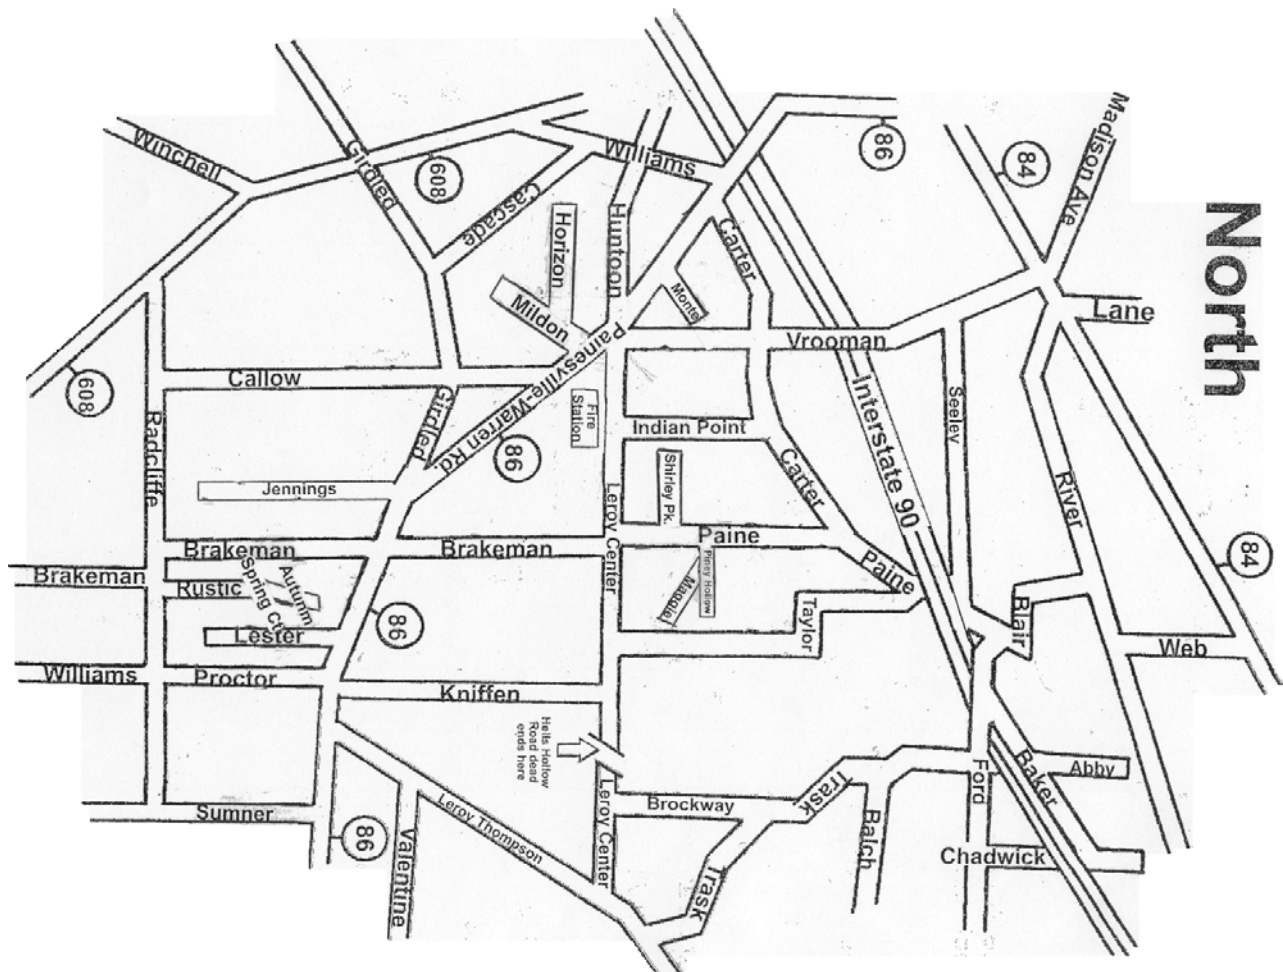 Winchell
Girdled
608
Cascade
Williams
Huntoon
Horizon
Mildon
Carter
Monte
86
84
Madison Ave
North
Lane
Vrooman
Painesville-Warren Rd.
Interstate 90
Seeley
608
Callow
Girdled
Radcliffe
Fire
Station
Indian Point
86
Shirley Pk.
Carter
River
Jennings
Leroy Center
Paine
Piney Hollow
Maggie
Paine
84
Brakeman
Brakeman
Brakeman
Rustic
Autumn
Spring Ct.
Lester
86
Taylor
Blair
Web
Williams
Proctor
Kniffen
Hells Hollow
Road dead
ends here
Sumner
86
Valentine
Leroy Thompson
Leroy Center
Brockway
Trask
Trask
Balch
Ford
Baker
Abby
Chadwick